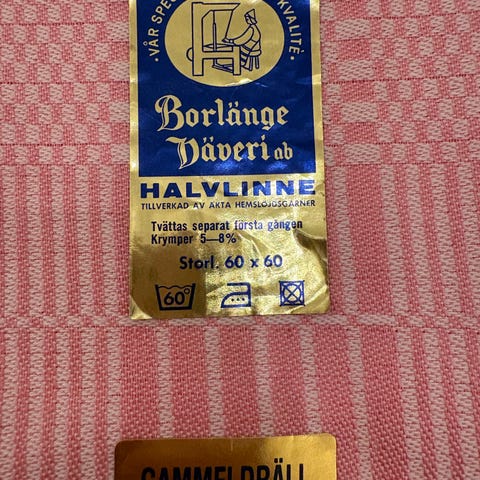 ·VÅR SPE KVALITÉ·
Borlänge
Väveri ab
HALVLINNE
TILLVERKAD AV ÄKTA HEMSLÖJDSGARNER
Tvättas separat första gången
Krymper 5–8%
Storl. 60 x 60
60°
GAMMELDRÄLL